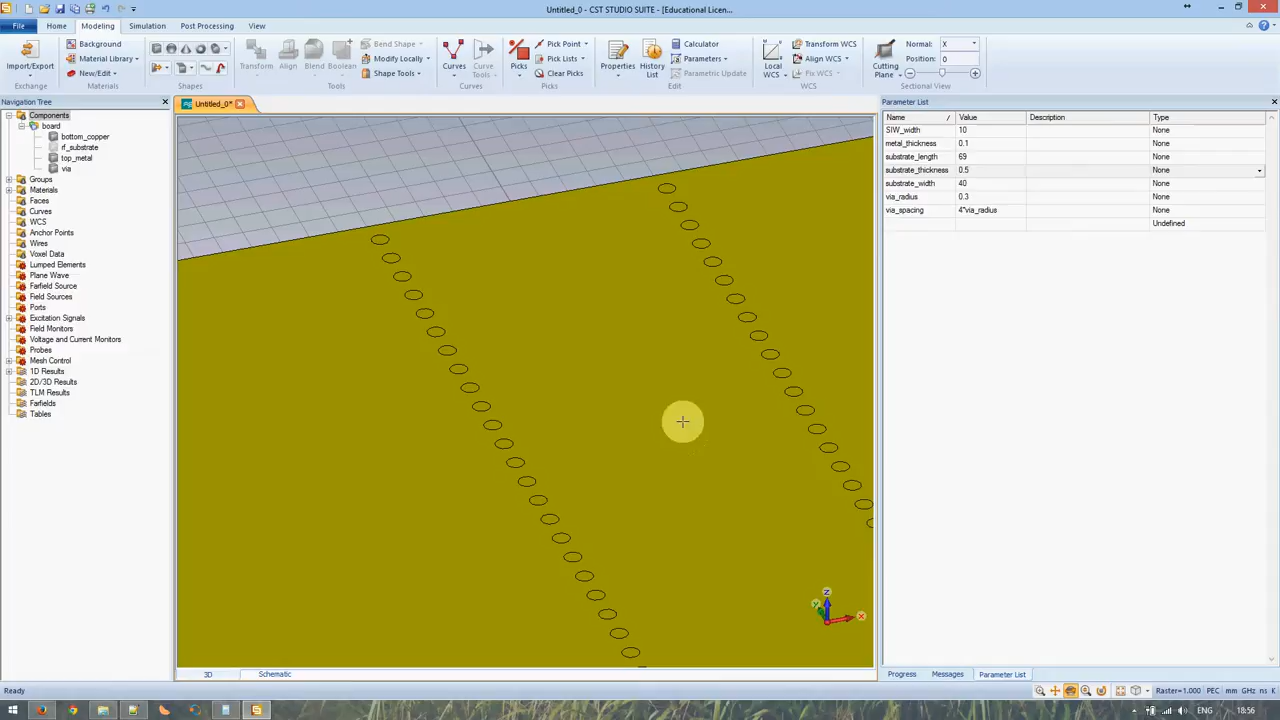 Untitled_0 - CST STUDIO SUITE - [Educational Licen...
File Home Modeling Simulation Post Processing View
Import/Export
Exchange
Background
Material Library
New/Edit
Materials
Shapes
Transform Align Blend Boolean
Bend Shape
Modify Locally
Shape Tools
Tools
Curves Curve Tools
Curves
Picks
Pick Point
Pick Lists
Clear Picks
Picks
Properties History List
Calculator
Parameters
Parametric Update
Edit
Local WCS
Transform WCS
Align WCS
Fix WCS
WCS
Cutting Plane
Normal: X
Position: 0
Sectional View
Navigation Tree
Untitled_0*
Parameter List
Components
board
bottom_copper
rf_substrate
top_metal
via
Groups
Materials
Faces
Curves
WCS
Anchor Points
Wires
Voxel Data
Lumped Elements
Plane Wave
Farfield Source
Field Sources
Ports
Excitation Signals
Field Monitors
Voltage and Current Monitors
Probes
Mesh Control
1D Results
2D/3D Results
TLM Results
Farfields
Tables
Name Value Description Type
SIW_width 10 None
metal_thickness 0.1 None
substrate_length 69 None
substrate_thickness 0.5 None
substrate_width 40 None
via_radius 0.3 None
via_spacing 4*via_radius None
Undefined
z
y
x
3D Schematic
Progress Messages Parameter List
Ready
Raster=1.000 PEC mm GHz ns K
ENG 18:56